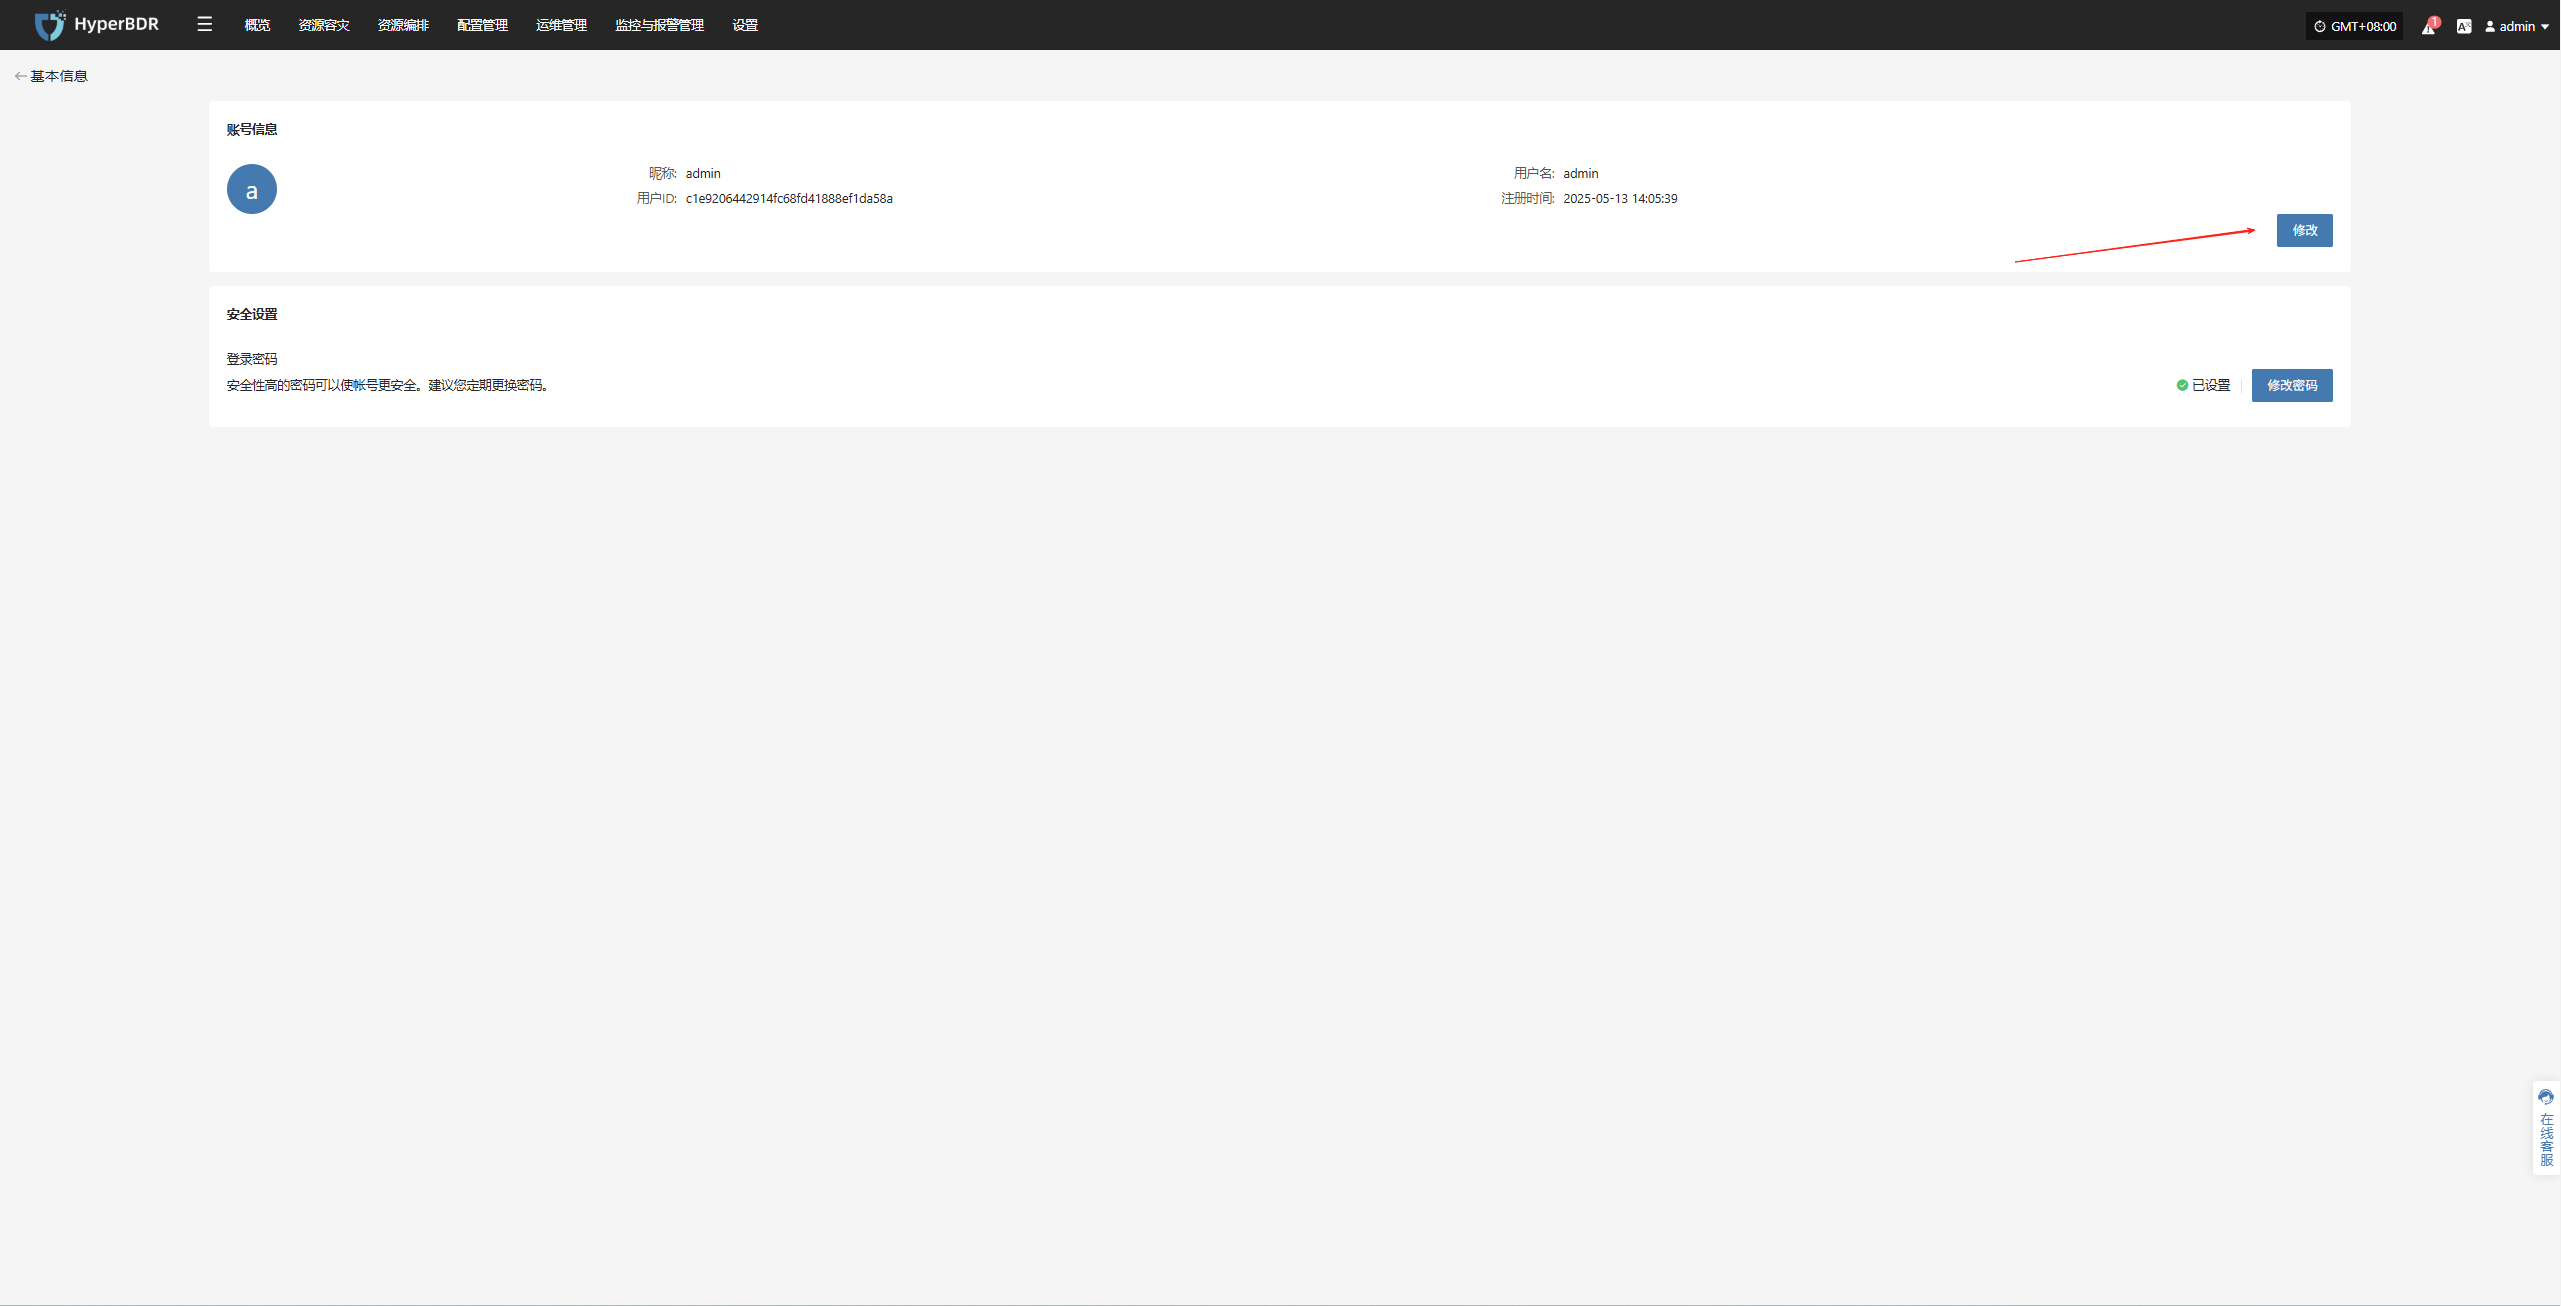 HyperBDR 概览 资源容灾 资源编排 配置管理 运维管理 监控与报警管理 设置 GMT+08:00 1 A admin
基本信息
账号信息
a
昵称: admin 用户名: admin
用户ID: c1e9206442914fc68fd41888ef1da58a 注册时间: 2025-05-13 14:05:39
修改
安全设置
登录密码
安全性高的密码可以使帐号更安全。建议您定期更换密码。 已设置 修改密码
在线客服